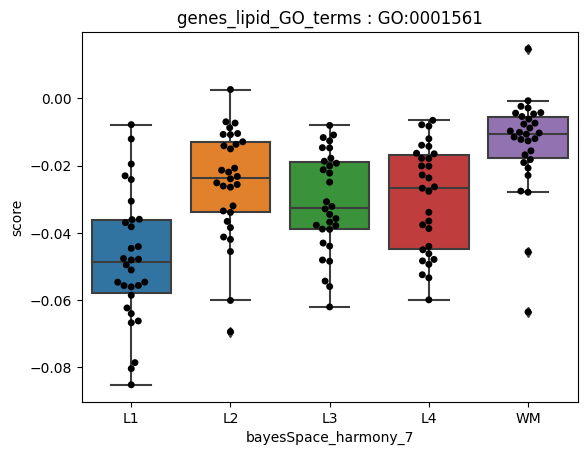 genes_lipid_GO_terms : GO:0001561
score
0.00
−0.02
−0.04
−0.06
−0.08
L1 L2 L3 L4 WM
bayesSpace_harmony_7